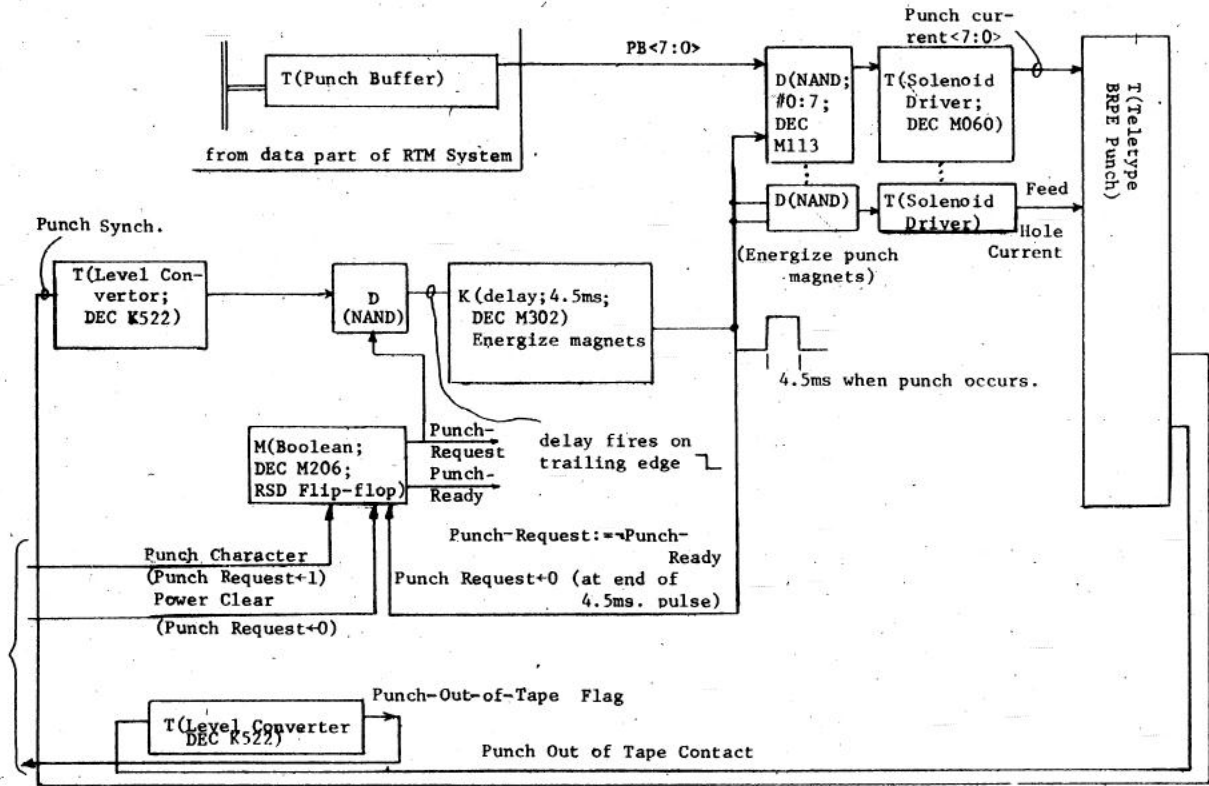 Punch cur-
rent<7:0>
PB<7:0>
T(Punch Buffer)
from data part of RTM System
D(NAND;
#0:7;
DEC
M113
T(Solenoid
Driver;
DEC M060)
T(Teletype
BRPE Punch)
D(NAND)
T(Solenoid
Driver)
Feed
Hole
Current
(Energize punch
magnets)
Punch Synch.
T(Level Con-
vertor;
DEC K522)
D
(NAND)
K(delay;4.5ms;
DEC M302)
Energize magnets
4.5ms when punch occurs.
M(Boolean;
DEC M206;
RSD Flip-flop)
Punch-
Request
Punch-
Ready
delay fires on
trailing edge
Punch-Request:=¬Punch-
Ready
Punch Character
(Punch Request←1)
Power Clear
(Punch Request←0)
Punch Request←0 (at end of
4.5ms. pulse)
Punch-Out-of-Tape Flag
T(Level Converter
DEC K522)
Punch Out of Tape Contact